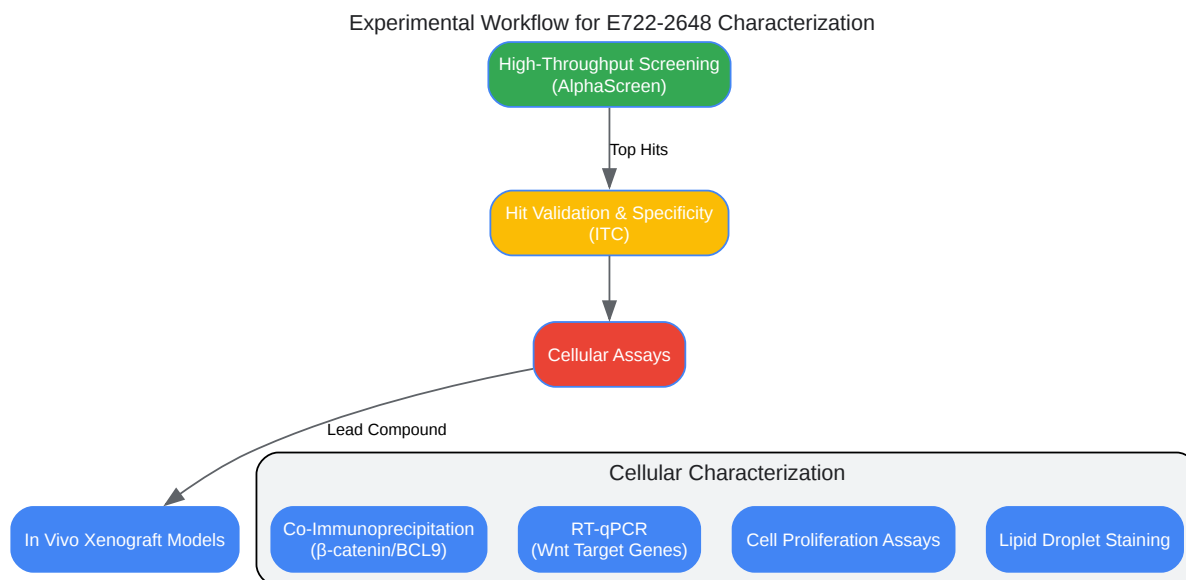 Experimental Workflow for E722-2648 Characterization
High-Throughput Screening
(AlphaScreen)
Top Hits
Hit Validation & Specificity
(ITC)
Cellular Assays
Lead Compound
Cellular Characterization
In Vivo Xenograft Models
Co-Immunoprecipitation
(β-catenin/BCL9)
RT-qPCR
(Wnt Target Genes)
Cell Proliferation Assays
Lipid Droplet Staining